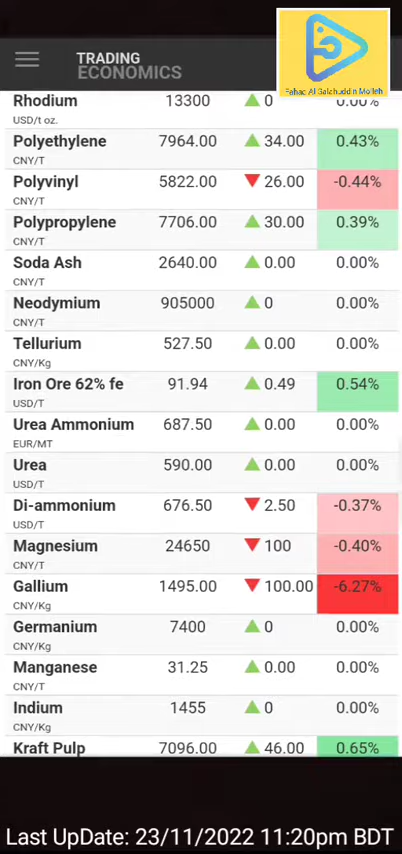 TRADING
ECONOMICS
Fahad Al Salahuddin Molleh
Rhodium 13300 ▲ 0 0.00%
USD/t oz.
Polyethylene 7964.00 ▲ 34.00 0.43%
CNY/T
Polyvinyl 5822.00 ▼ 26.00 -0.44%
CNY/T
Polypropylene 7706.00 ▲ 30.00 0.39%
CNY/T
Soda Ash 2640.00 ▲ 0.00 0.00%
CNY/T
Neodymium 905000 ▲ 0 0.00%
CNY/T
Tellurium 527.50 ▲ 0.00 0.00%
CNY/Kg
Iron Ore 62% fe 91.94 ▲ 0.49 0.54%
USD/T
Urea Ammonium 687.50 ▲ 0.00 0.00%
EUR/MT
Urea 590.00 ▲ 0.00 0.00%
USD/T
Di-ammonium 676.50 ▼ 2.50 -0.37%
USD/T
Magnesium 24650 ▼ 100 -0.40%
CNY/T
Gallium 1495.00 ▼ 100.00 -6.27%
CNY/Kg
Germanium 7400 ▲ 0 0.00%
CNY/Kg
Manganese 31.25 ▲ 0.00 0.00%
CNY/T
Indium 1455 ▲ 0 0.00%
CNY/Kg
Kraft Pulp 7096.00 ▲ 46.00 0.65%
Last UpDate: 23/11/2022 11:20pm BDT